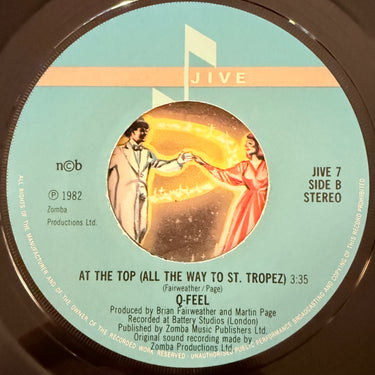 JIVE
n©b
JIVE 7
SIDE B
STEREO
℗ 1982
Zomba
Productions Ltd.
AT THE TOP (ALL THE WAY TO ST. TROPEZ) 3:35
(Fairweather/Page)
Q-FEEL
Produced by Brian Fairweather and Martin Page
Recorded at Battery Studios (London)
Published by Zomba Music Publishers Ltd.
Original sound recording made by
Zomba Productions Ltd.
ALL RIGHTS OF THE MANUFACTURER AND OF THE OWNER OF THE RECORDED WORK RESERVED · UNAUTHORISED PUBLIC PERFORMANCE BROADCASTING AND COPYING OF THIS RECORD PROHIBITED